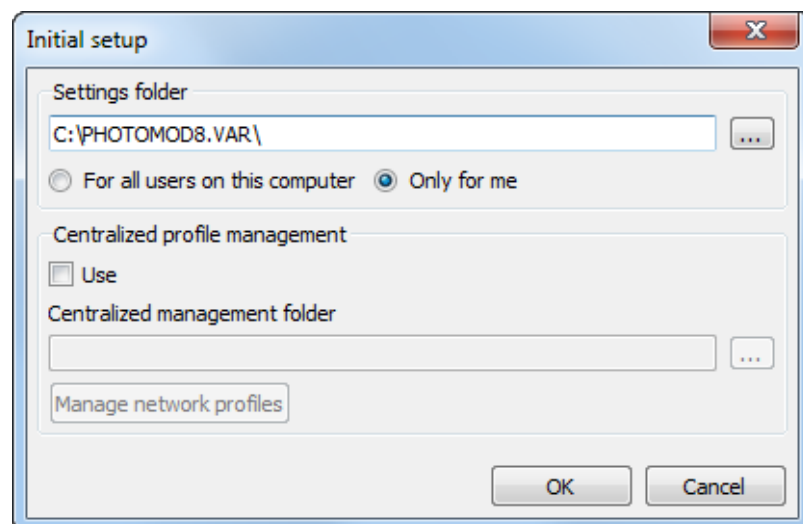 Initial setup
Settings folder
C:\PHOTOMOD8.VAR\
...
For all users on this computer Only for me
Centralized profile management
Use
Centralized management folder
...
Manage network profiles
OK Cancel